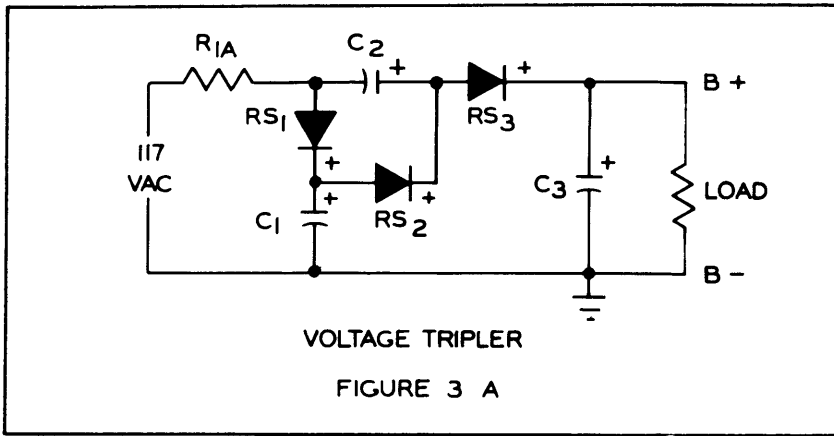 R1A
C2
+
RS3
+
B+
RS1
117
VAC
+
+
C1
RS2
+
C3
+
LOAD
B-
VOLTAGE TRIPLER
FIGURE 3 A